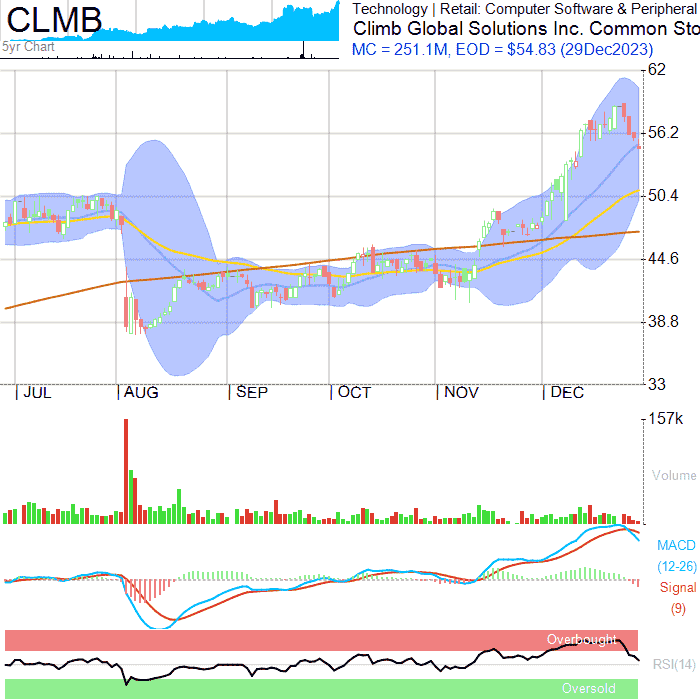 CLMB
5yr Chart
Technology | Retail: Computer Software & Peripheral
Climb Global Solutions Inc. Common Sto
MC = 251.1M, EOD = $54.83 (29Dec2023)
62
56.2
50.4
44.6
38.8
33
JUL AUG SEP OCT NOV DEC
157k
Volume
MACD
(12-26)
Signal
(9)
Overbought
RSI(14)
Oversold